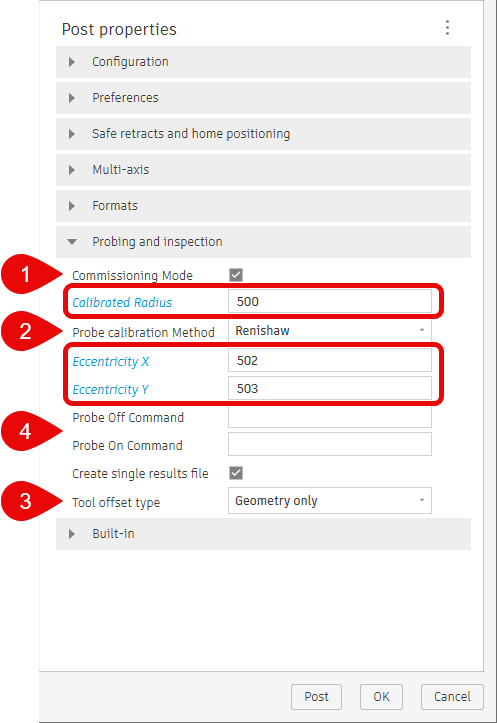 Post properties
Configuration
Preferences
Safe retracts and home positioning
Multi-axis
Formats
Probing and inspection
1 Commissioning Mode
Calibrated Radius 500
2 Probe calibration Method Renishaw
Eccentricity X 502
Eccentricity Y 503
Probe Off Command
4
Probe On Command
Create single results file
3 Tool offset type Geometry only
Built-in
Post OK Cancel